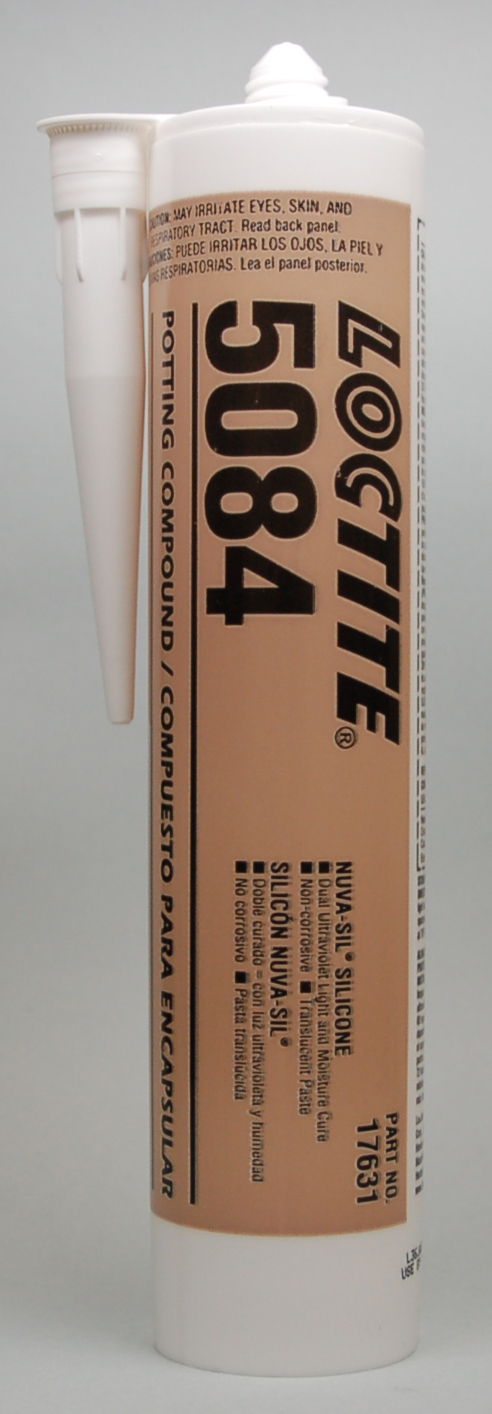 CAUTION: MAY IRRITATE EYES, SKIN, AND
RESPIRATORY TRACT. Read back panel.
PUEDE IRRITAR LOS OJOS, LA PIEL Y
RESPIRATORIAS. Lea el panel posterior.
LOCTITE®
5084
POTTING COMPOUND / COMPUESTO PARA ENCAPSULAR
NUVA-SIL® SILICONE
■ Dual Ultraviolet Light and Moisture Cure
■ Non-corrosive ■ Translucent Paste
SILICÓN NUVA-SIL®
■ Doble curado – con luz ultravioleta y humedad
■ No corrosivo ■ Pasta translúcida
PART NO.
17631
USE